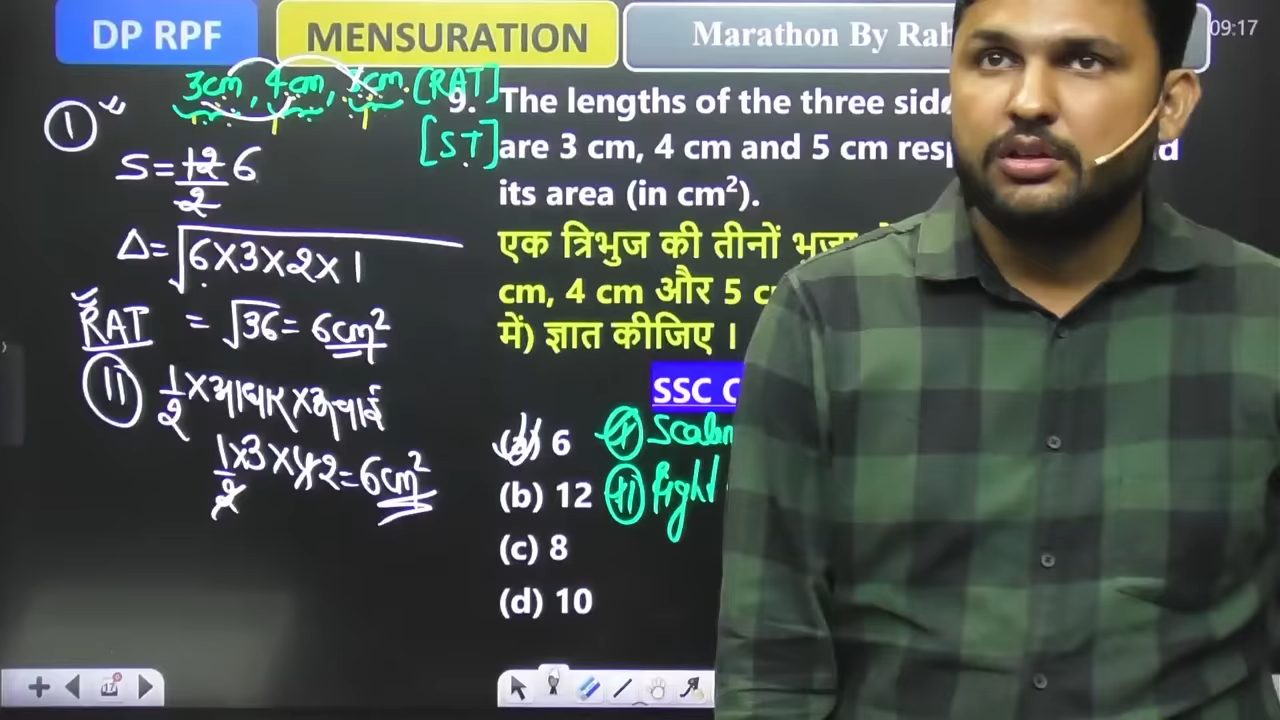 DP RPF
MENSURATION
Marathon By Rah
09:17
3cm, 4cm, 5cm. [RAT]
[ST]
1
S = 12/2 6
Δ = √6×3×2×1
= √36 = 6cm²
RAT
11 1/2 × आधार × ऊँचाई
1/2 × 3 × 4 2 = 6cm²
9. The lengths of the three side
are 3 cm, 4 cm and 5 cm resp
its area (in cm²).
एक त्रिभुज की तीनों
cm, 4 cm और 5 c
में) ज्ञात कीजिए ।
SSC C
(a) 6
(b) 12
(c) 8
(d) 10
Scalen
11 Right
17